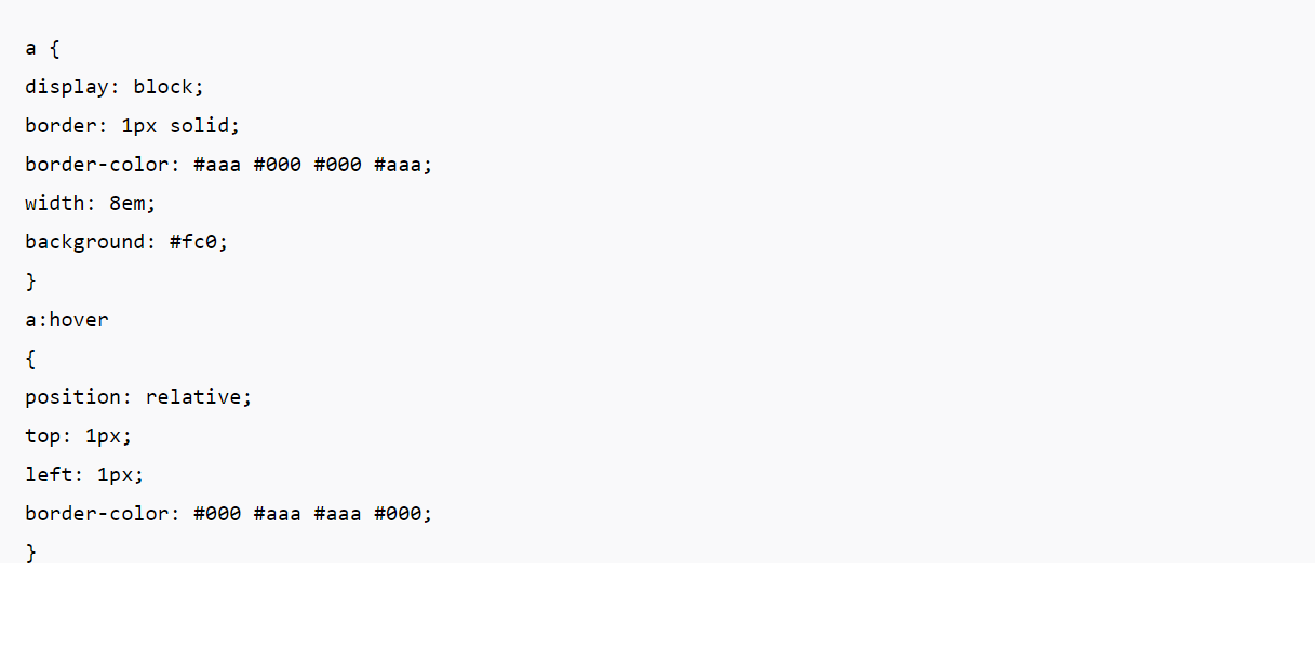 a {
display: block;
border: 1px solid;
border-color: #aaa #000 #000 #aaa;
width: 8em;
background: #fc0;
}
a:hover
{
position: relative;
top: 1px;
left: 1px;
border-color: #000 #aaa #aaa #000;
}